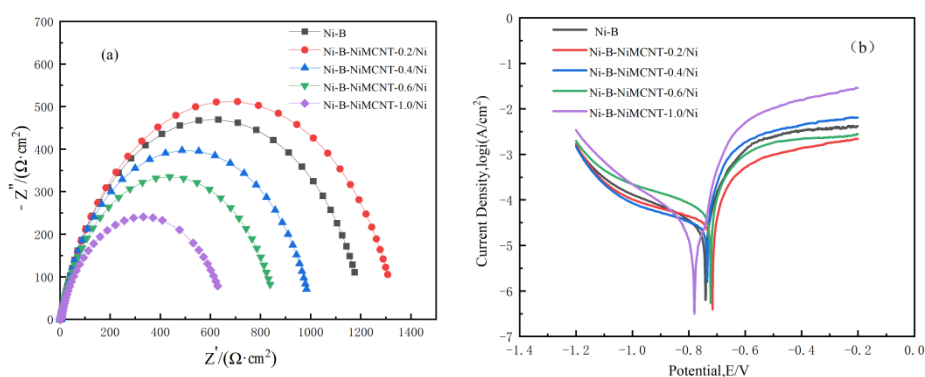 (a)
Ni-B
Ni-B-NiMCNT-0.2/Ni
Ni-B-NiMCNT-0.4/Ni
Ni-B-NiMCNT-0.6/Ni
Ni-B-NiMCNT-1.0/Ni
700
600
500
400
300
200
100
0
- Z''/(Ω·cm²)
0 200 400 600 800 1000 1200 1400
Z'/(Ω·cm²)
(b)
Ni-B
Ni-B-NiMCNT-0.2/Ni
Ni-B-NiMCNT-0.4/Ni
Ni-B-NiMCNT-0.6/Ni
Ni-B-NiMCNT-1.0/Ni
0
-1
-2
-3
-4
-5
-6
-7
Current Density,logi(A/cm²)
-1.4 -1.2 -1.0 -0.8 -0.6 -0.4 -0.2 0.0
Potential,E/V